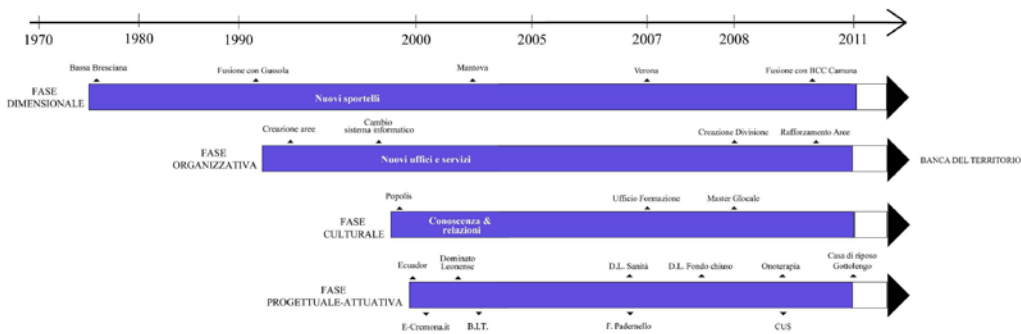 1970 1980 1990 2000 2005 2007 2008 2011
Bassa Bresciana Fusione con Gussola Mantova Verona Fusione con BCC Camuna
FASE
DIMENSIONALE
Nuovi sportelli
Creazione aree
Cambio
sistema informatico
Creazione Divisione Rafforzamento Aree
FASE
ORGANIZZATIVA
Nuovi uffici e servizi
BANCA DEL TERRITORIO
Popolis Ufficio Formazione Master Glocale
FASE
CULTURALE
Conoscenza &
relazioni
Ecuador
Dominato
Leonense
D.L. Sanità D.L. Fondo chiuso Onoterapia
Casa di riposo
Gottolengo
FASE
PROGETTUALE-ATTUATIVA
E-Cremona.it B.I.T. F. Padernello CUS